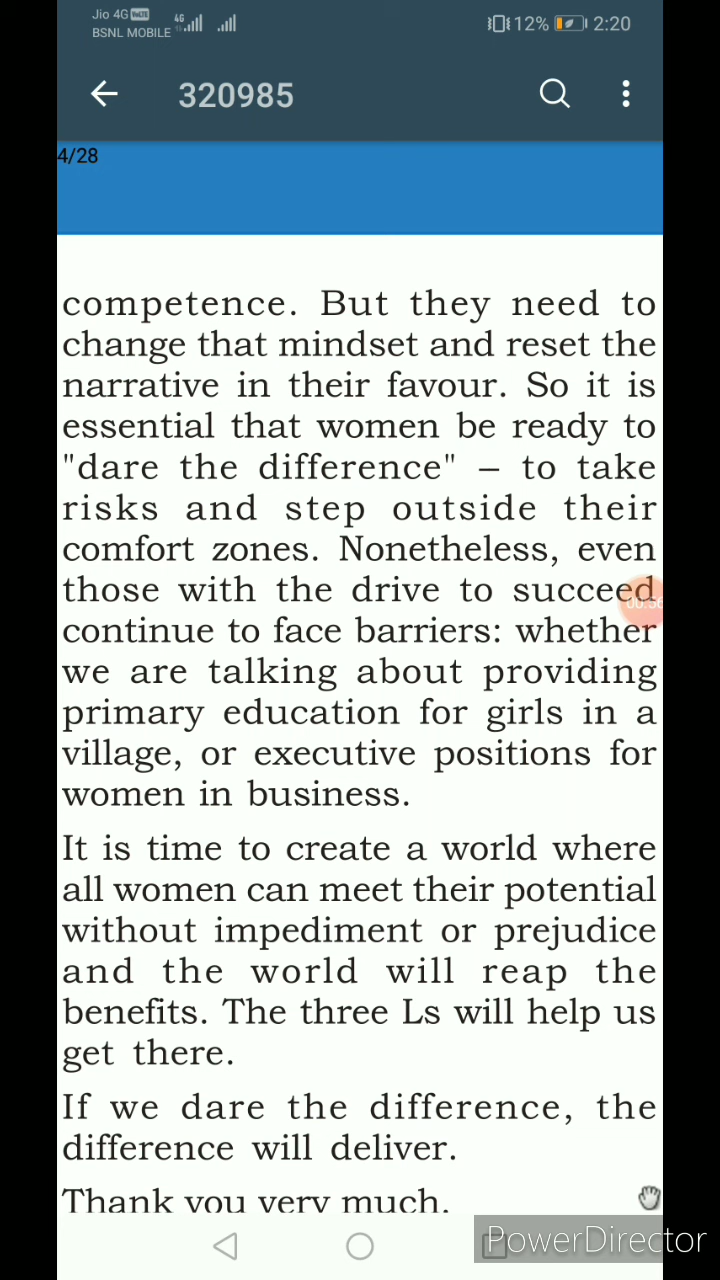 Jio 4G VoLTE
BSNL MOBILE
4G
12% 2:20
320985
4/28
competence. But they need to
change that mindset and reset the
narrative in their favour. So it is
essential that women be ready to
"dare the difference" – to take
risks and step outside their
comfort zones. Nonetheless, even
those with the drive to succeed
00:56
continue to face barriers: whether
we are talking about providing
primary education for girls in a
village, or executive positions for
women in business.
It is time to create a world where
all women can meet their potential
without impediment or prejudice
and the world will reap the
benefits. The three Ls will help us
get there.
If we dare the difference, the
difference will deliver.
Thank you very much.
PowerDirector